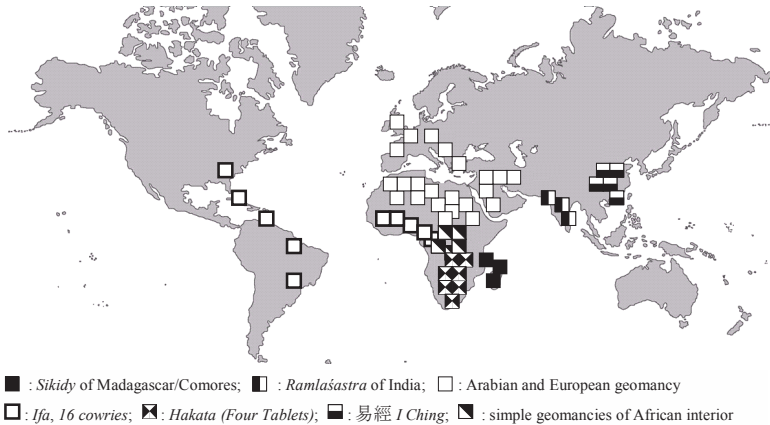 : Sikidy of Madagascar/Comores; : Ramlaśastra of India; : Arabian and European geomancy
: Ifa, 16 cowries; : Hakata (Four Tablets); : 易經 I Ching; : simple geomancies of African interior